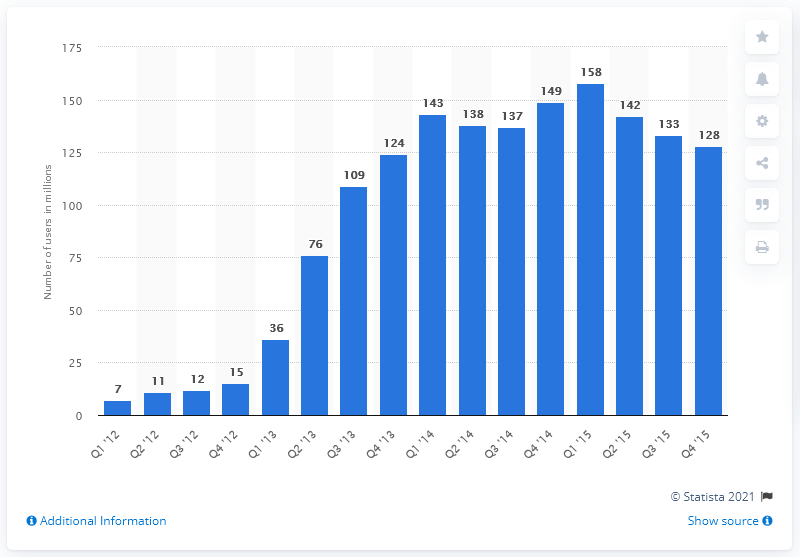 Number of users in millions
175
150
125
100
75
50
25
0
7
11
12
15
36
76
109
124
143
138
137
149
158
142
133
128
Q1 '12
Q2 '12
Q3 '12
Q4 '12
Q1 '13
Q2 '13
Q3 '13
Q4 '13
Q1 '14
Q2 '14
Q3 '14
Q4 '14
Q1 '15
Q2 '15
Q3 '15
Q4 '15
© Statista 2021
Additional Information
Show source